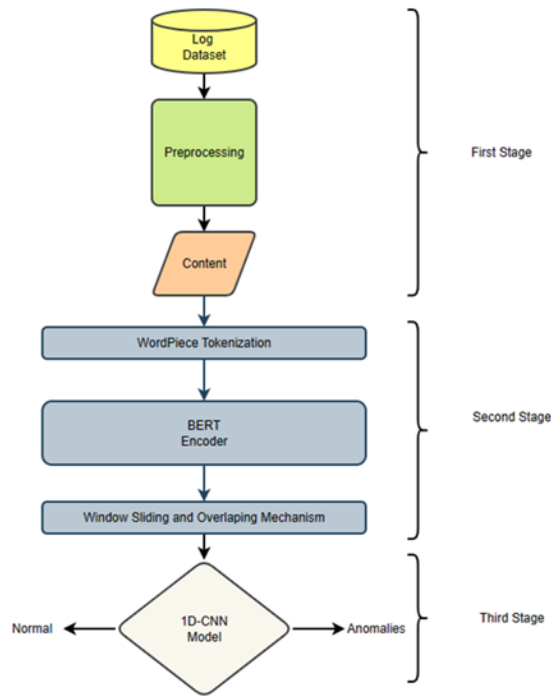 Log
Dataset
Preprocessing
First Stage
Content
WordPiece Tokenization
BERT
Encoder
Second Stage
Window Sliding and Overlaping Mechanism
1D-CNN
Model
Normal
Anomalies
Third Stage